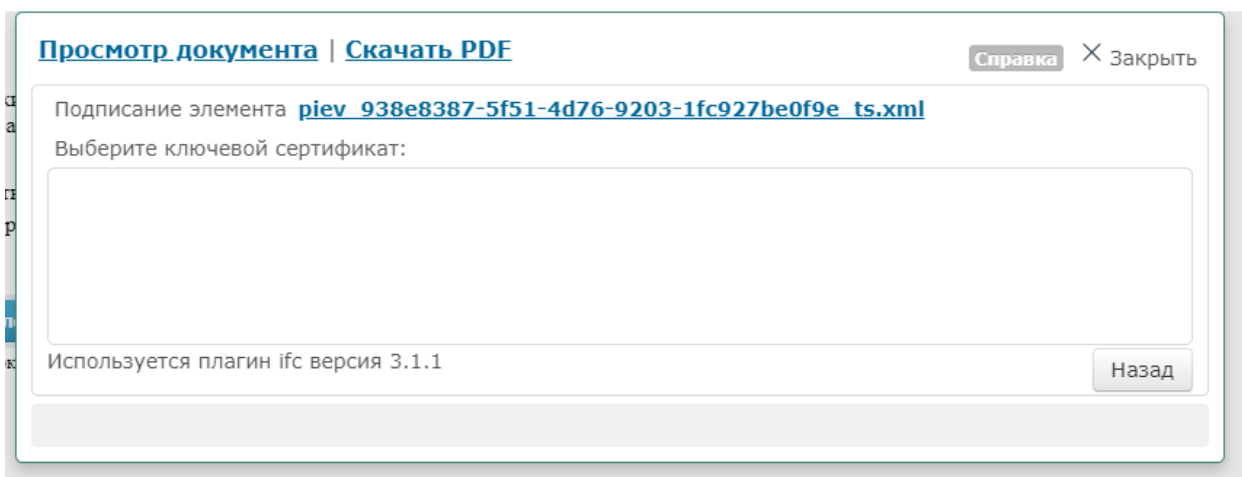 Просмотр документа | Скачать PDF
Справка × Закрыть
Подписание элемента piev_938e8387-5f51-4d76-9203-1fc927be0f9e_ts.xml
Выберите ключевой сертификат:
Используется плагин ifc версия 3.1.1
Назад